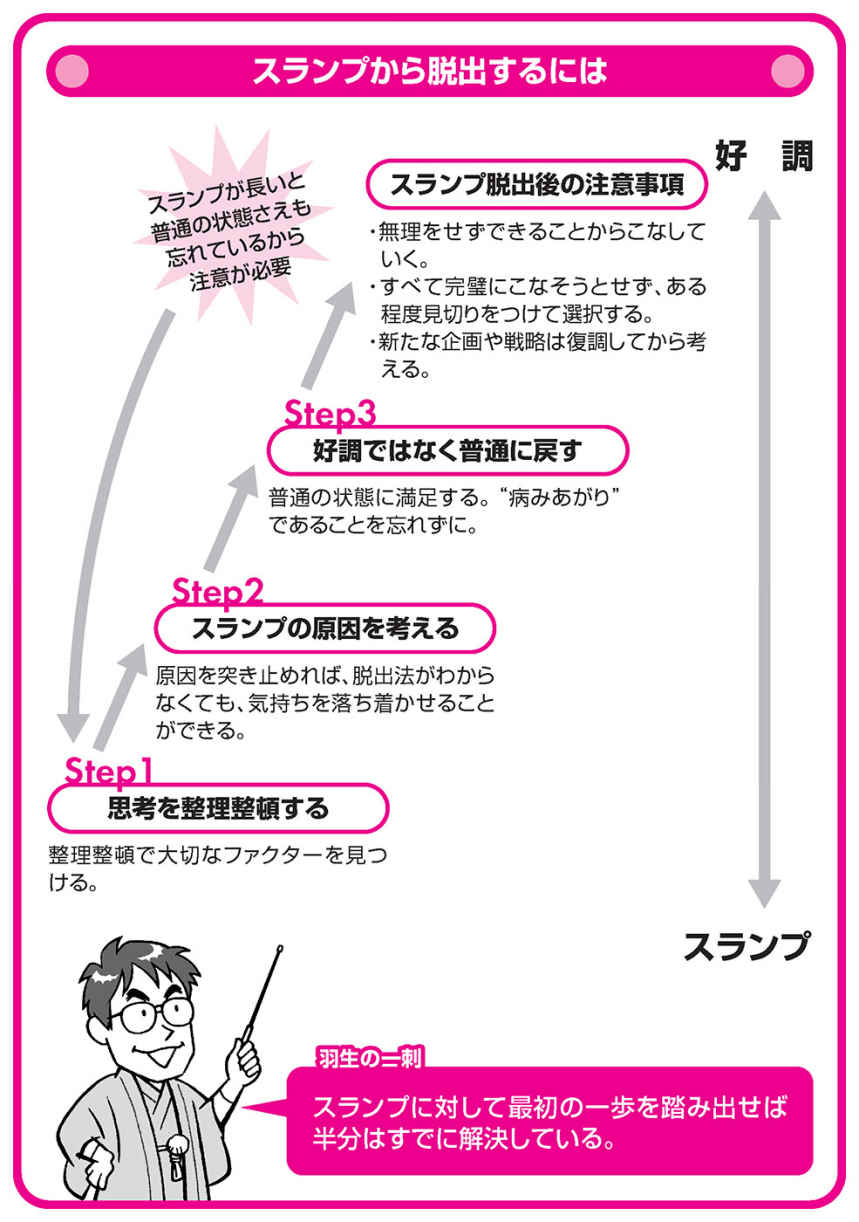 スランプから脱出するには
好　調
スランプが長いと
普通の状態さえも
忘れているから
注意が必要
スランプ脱出後の注意事項
・無理をせずできることからこなして
いく。
・すべて完璧にこなそうとせず、ある
程度見切りをつけて選択する。
・新たな企画や戦略は復調してから考
える。
Step3
好調ではなく普通に戻す
普通の状態に満足する。“病みあがり”
であることを忘れずに。
Step2
スランプの原因を考える
原因を突き止めれば、脱出法がわから
なくても、気持ちを落ち着かせること
ができる。
Step1
思考を整理整頓する
整理整頓で大切なファクターを見つ
ける。
スランプ
羽生の一刺
スランプに対して最初の一歩を踏み出せば
半分はすでに解決している。